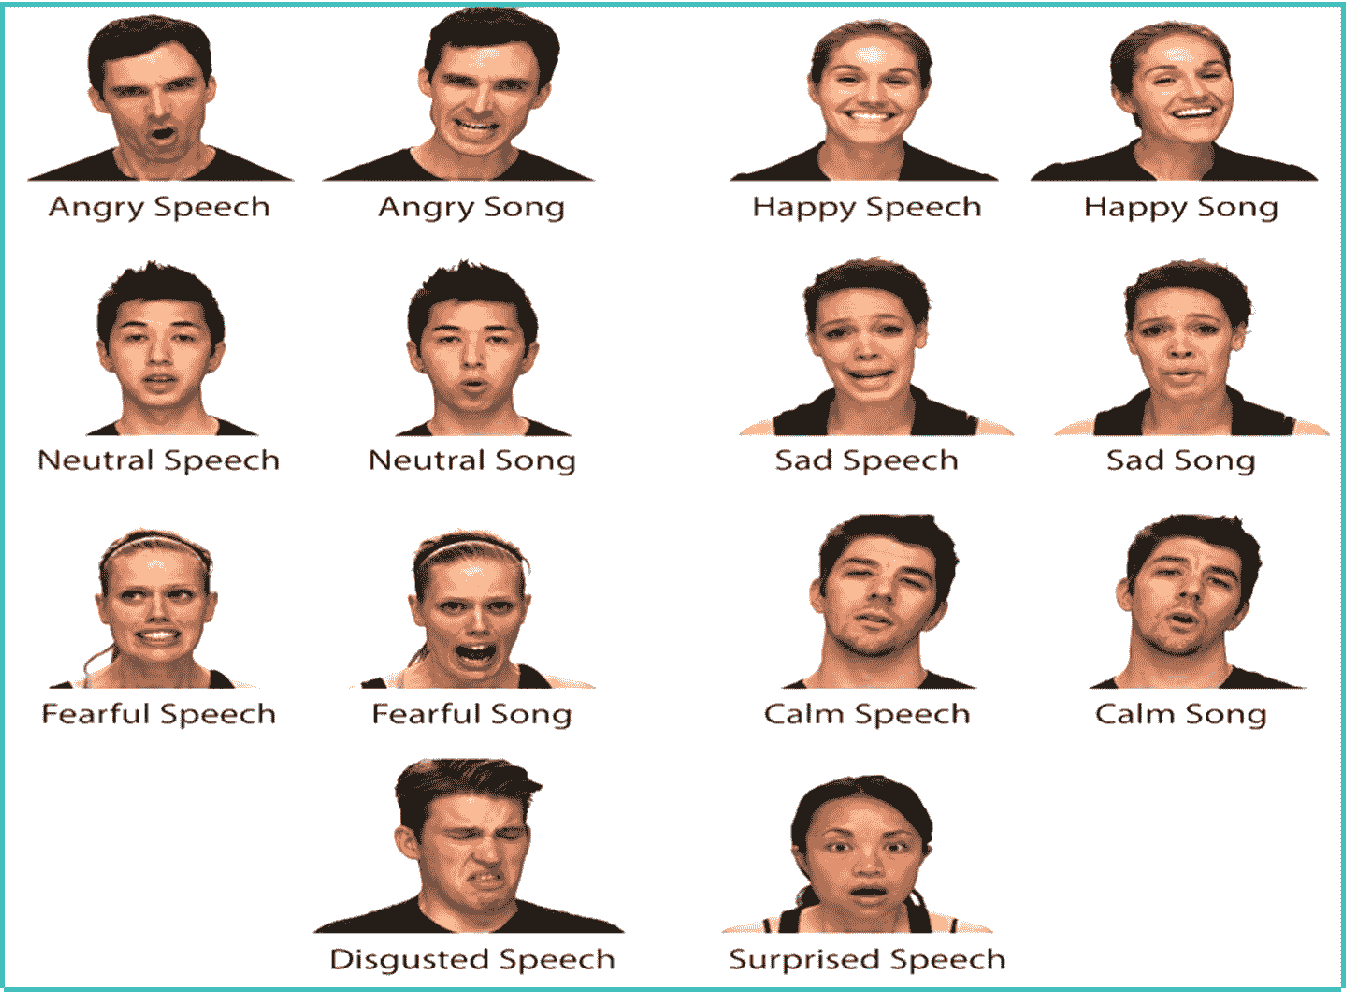 Angry Speech
Angry Song
Happy Speech
Happy Song
Neutral Speech
Neutral Song
Sad Speech
Sad Song
Fearful Speech
Fearful Song
Calm Speech
Calm Song
Disgusted Speech
Surprised Speech